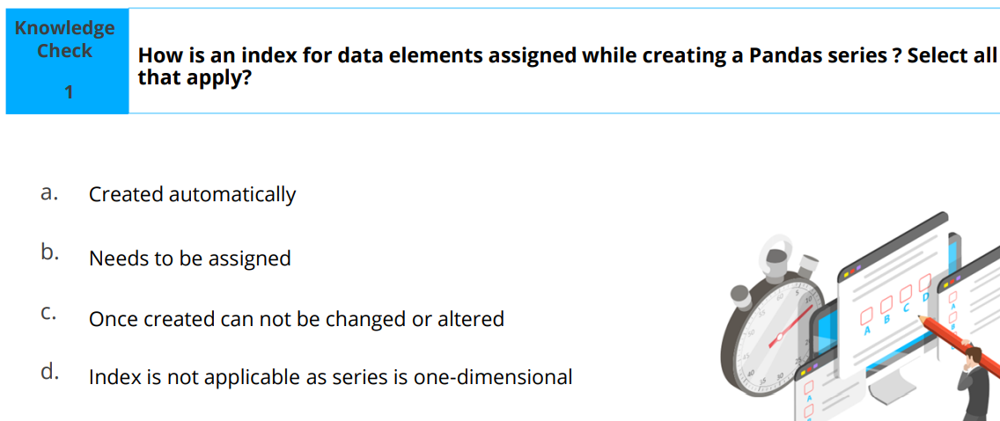 Knowledge
Check
1
How is an index for data elements assigned while creating a Pandas series ? Select all
that apply?
a. Created automatically
b. Needs to be assigned
c. Once created can not be changed or altered
d. Index is not applicable as series is one-dimensional
A B C D